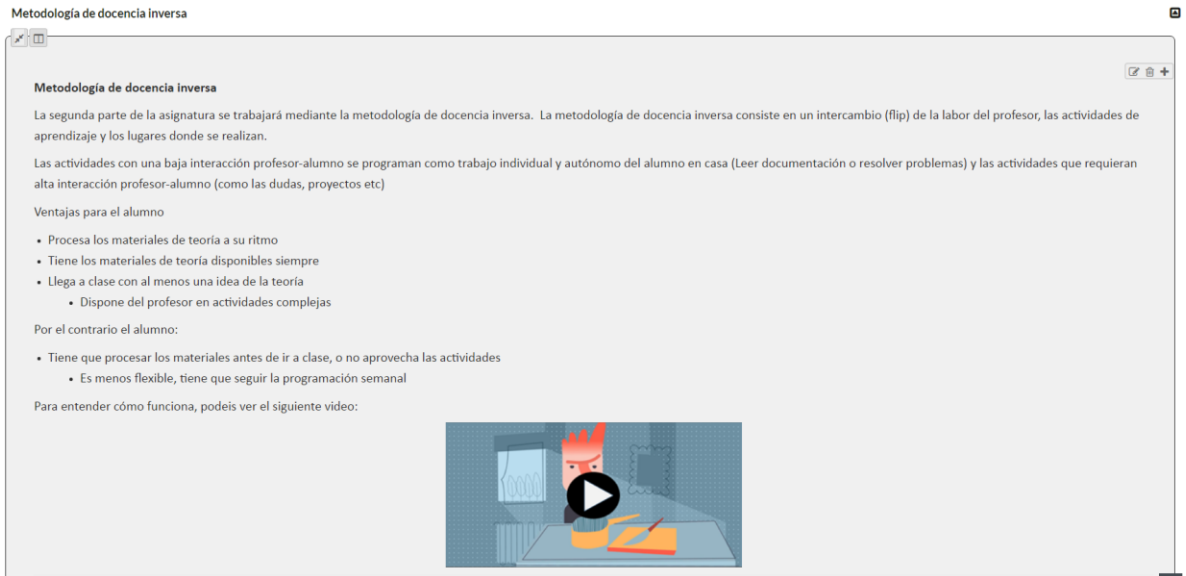 Metodología de docencia inversa
Metodología de docencia inversa
La segunda parte de la asignatura se trabajará mediante la metodología de docencia inversa.  La metodología de docencia inversa consiste en un intercambio (flip) de la labor del profesor, las actividades de
aprendizaje y los lugares donde se realizan.
Las actividades con una baja interacción profesor-alumno se programan como trabajo individual y autónomo del alumno en casa (Leer documentación o resolver problemas) y las actividades que requieran
alta interacción profesor-alumno (como las dudas, proyectos etc)
Ventajas para el alumno
• Procesa los materiales de teoría a su ritmo
• Tiene los materiales de teoría disponibles siempre
• Llega a clase con al menos una idea de la teoría
• Dispone del profesor en actividades complejas
Por el contrario el alumno:
• Tiene que procesar los materiales antes de ir a clase, o no aprovecha las actividades
• Es menos flexible, tiene que seguir la programación semanal
Para entender cómo funciona, podeis ver el siguiente video: